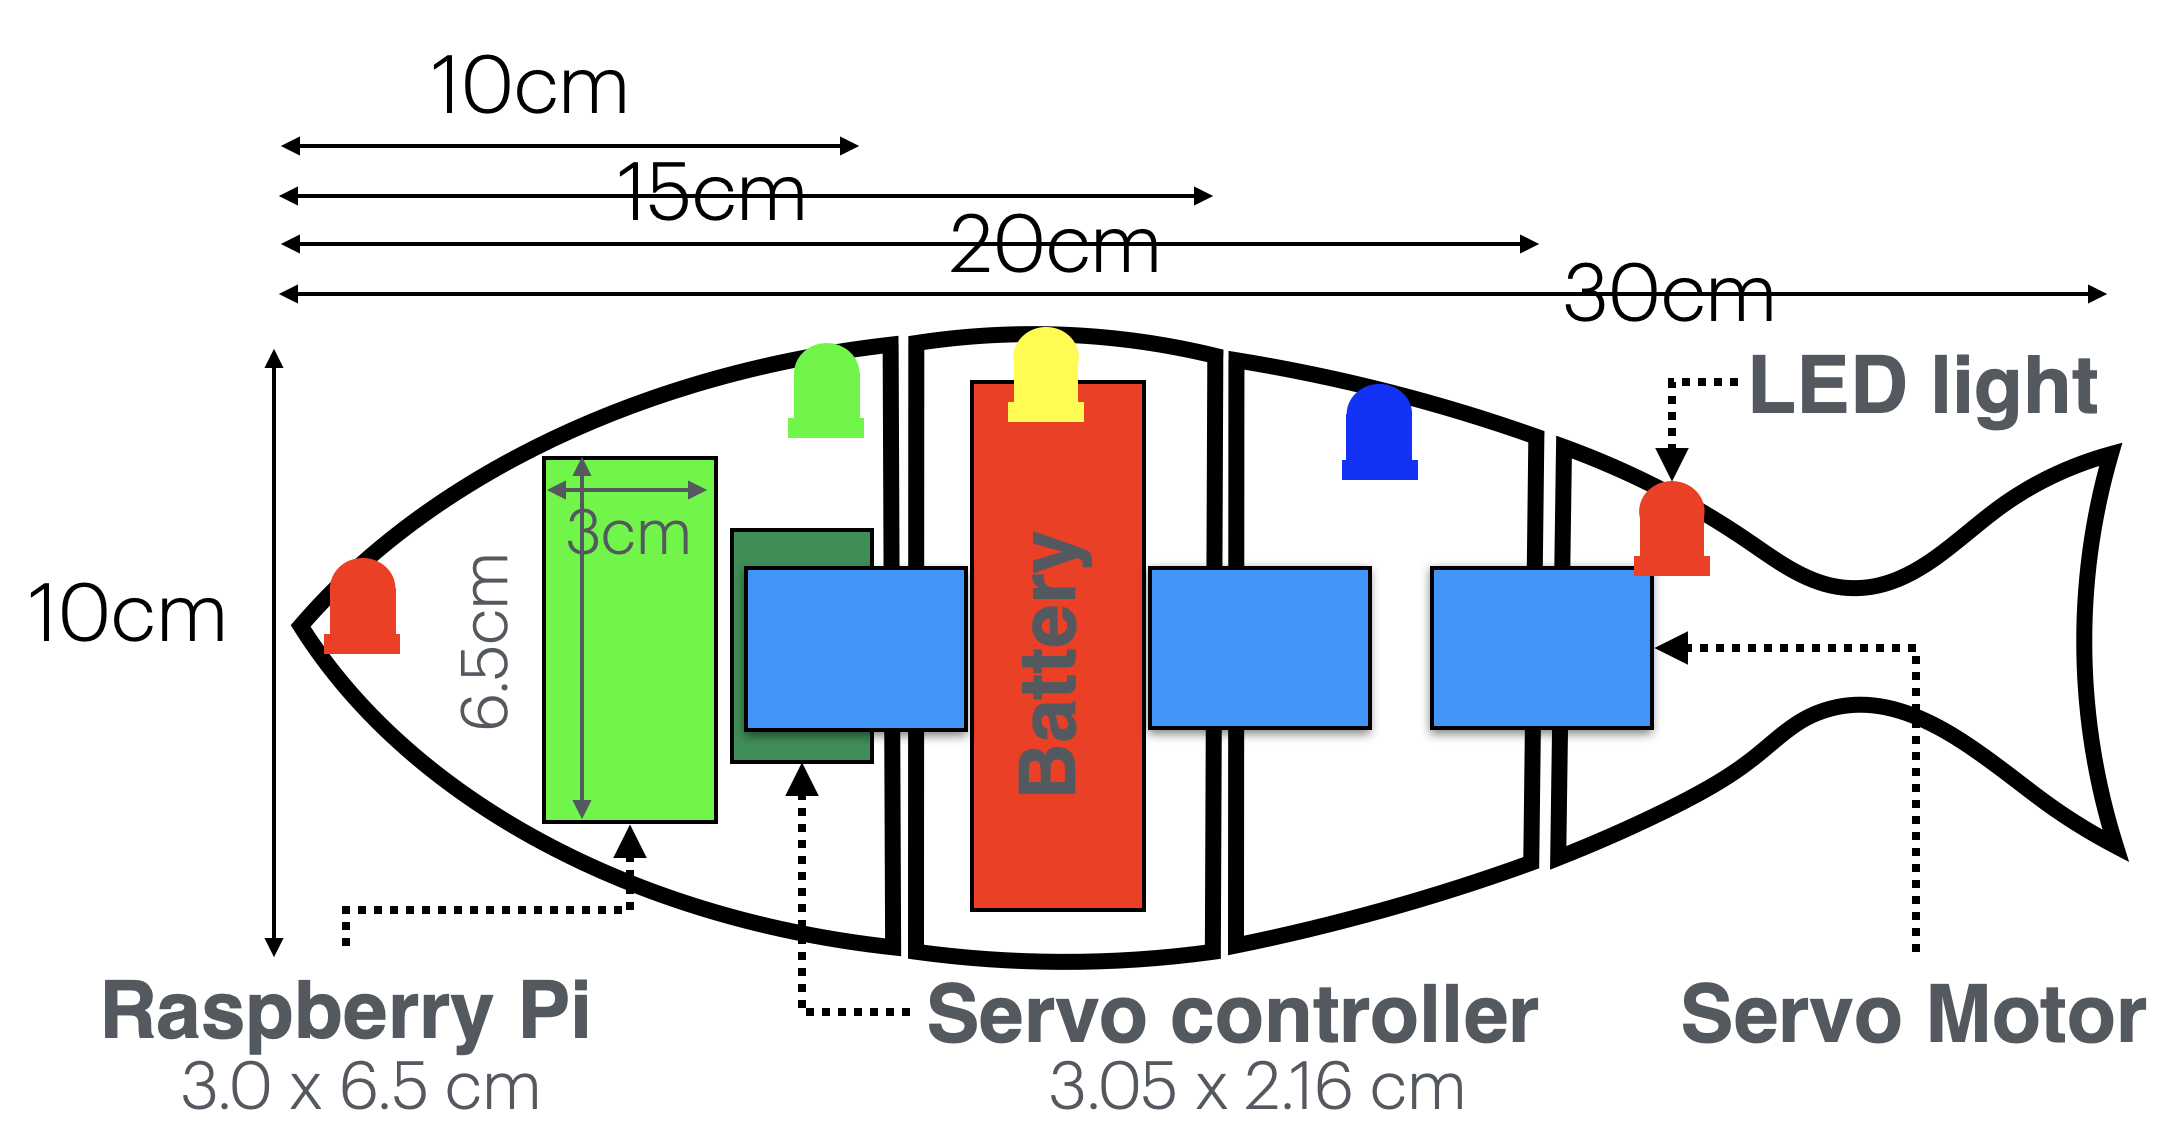 10cm
15cm
20cm
30cm
LED light
3cm
6.5cm
10cm
Battery
Raspberry Pi
3.0 x 6.5 cm
Servo controller
3.05 x 2.16 cm
Servo Motor